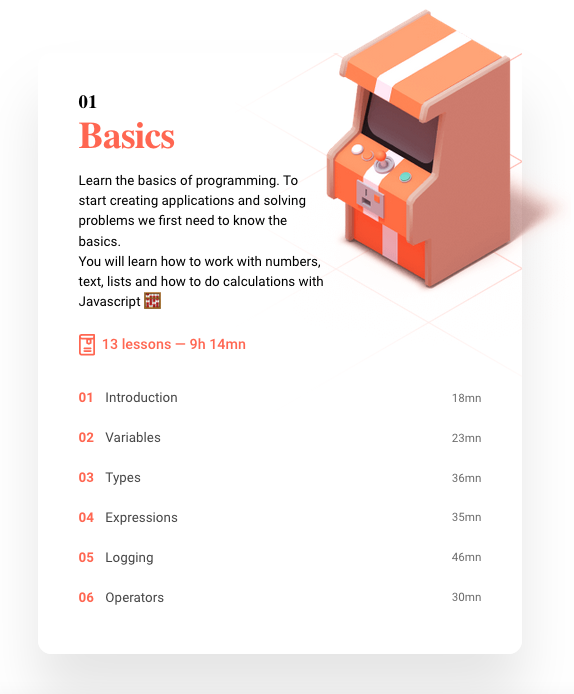 01
Basics
Learn the basics of programming. To
start creating applications and solving
problems we first need to know the
basics.
You will learn how to work with numbers,
text, lists and how to do calculations with
Javascript 🧮
13 lessons — 9h 14mn
01 Introduction 18mn
02 Variables 23mn
03 Types 36mn
04 Expressions 35mn
05 Logging 46mn
06 Operators 30mn